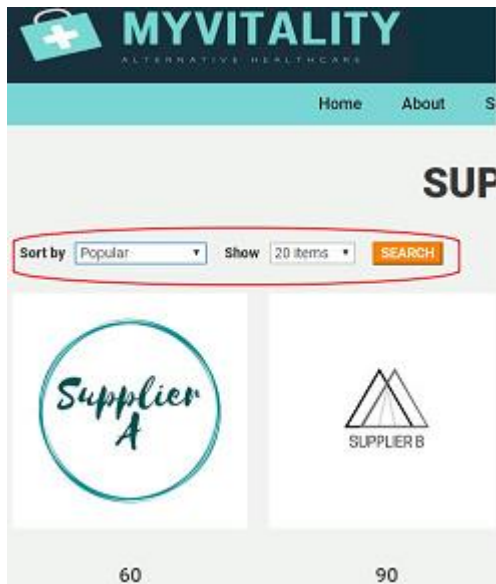 MYVITALITY
ALTERNATIVE HEALTHCARE
Home About S
SUP
Sort by Popular Show 20 Items SEARCH
Supplier
A
SUPPLIER B
60 90